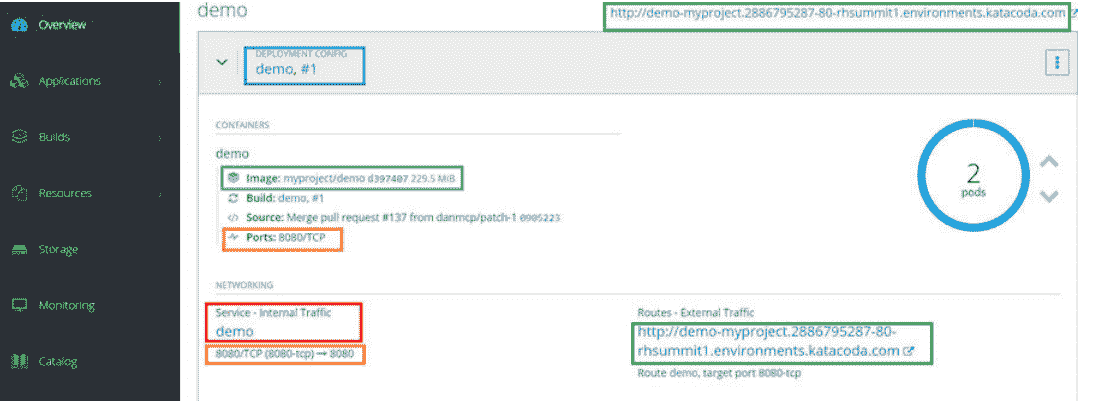 Overview
Applications
Builds
Resources
Storage
Monitoring
Catalog
demo
http://demo-myproject.2886795287-80-rhsummit1.environments.katacoda.com
DEPLOYMENT CONFIG
demo, #1
CONTAINERS
demo
Image: myproject/demo d397407 229.5 MiB
Build: demo, #1
Source: Merge pull request #137 from danmcp/patch-1 0905223
Ports: 8080/TCP
2
pods
NETWORKING
Service - Internal Traffic
demo
8080/TCP (8080-tcp) → 8080
Routes - External Traffic
http://demo-myproject.2886795287-80-
rhsummit1.environments.katacoda.com
Route demo, target port 8080-tcp